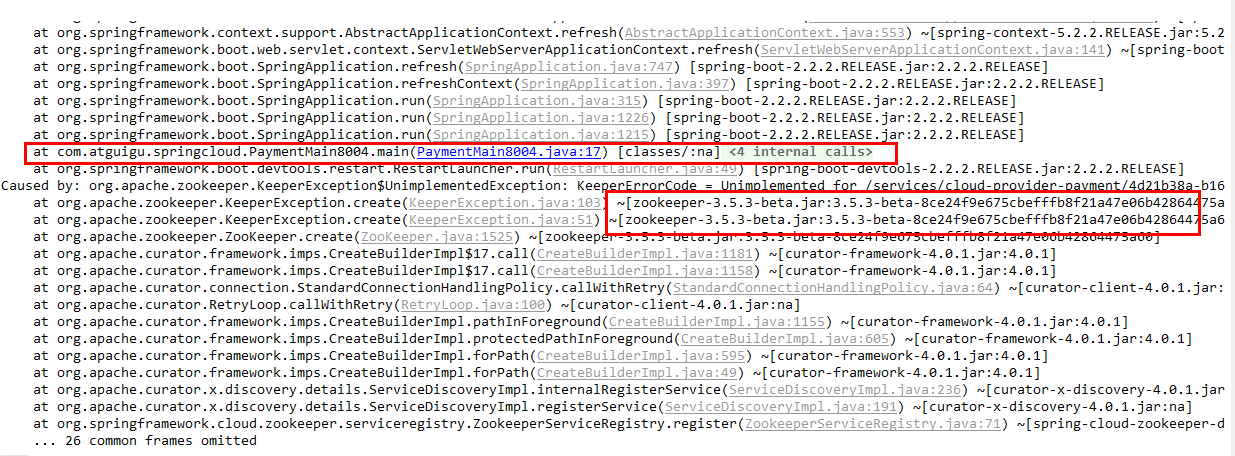 at org.springframework.context.support.AbstractApplicationContext.refresh(AbstractApplicationContext.java:553) ~[spring-context-5.2.2.RELEASE.jar:5.2
at org.springframework.boot.web.servlet.context.ServletWebServerApplicationContext.refresh(ServletWebServerApplicationContext.java:141) ~[spring-boot
at org.springframework.boot.SpringApplication.refresh(SpringApplication.java:747) [spring-boot-2.2.2.RELEASE.jar:2.2.2.RELEASE]
at org.springframework.boot.SpringApplication.refreshContext(SpringApplication.java:397) [spring-boot-2.2.2.RELEASE.jar:2.2.2.RELEASE]
at org.springframework.boot.SpringApplication.run(SpringApplication.java:315) [spring-boot-2.2.2.RELEASE.jar:2.2.2.RELEASE]
at org.springframework.boot.SpringApplication.run(SpringApplication.java:1226) [spring-boot-2.2.2.RELEASE.jar:2.2.2.RELEASE]
at org.springframework.boot.SpringApplication.run(SpringApplication.java:1215) [spring-boot-2.2.2.RELEASE.jar:2.2.2.RELEASE]
at com.atguigu.springcloud.PaymentMain8004.main(PaymentMain8004.java:17) [classes/:na] <4 internal calls>
at org.springframework.boot.devtools.restart.RestartLauncher.run(RestartLauncher.java:49) [spring-boot-devtools-2.2.2.RELEASE.jar:2.2.2.RELEASE]
Caused by: org.apache.zookeeper.KeeperException$UnimplementedException: KeeperErrorCode = Unimplemented for /services/cloud-provider-payment/4d21b38a-b16
at org.apache.zookeeper.KeeperException.create(KeeperException.java:103) ~[zookeeper-3.5.3-beta.jar:3.5.3-beta-8ce24f9e675cbefffb8f21a47e06b42864475a
at org.apache.zookeeper.KeeperException.create(KeeperException.java:51) ~[zookeeper-3.5.3-beta.jar:3.5.3-beta-8ce24f9e675cbefffb8f21a47e06b42864475a6
at org.apache.zookeeper.ZooKeeper.create(ZooKeeper.java:1525) ~[zookeeper-3.5.3-beta.jar:3.5.3-beta-8ce24f9e675cbefffb8f21a47e06b42864475a60]
at org.apache.curator.framework.imps.CreateBuilderImpl$17.call(CreateBuilderImpl.java:1181) ~[curator-framework-4.0.1.jar:4.0.1]
at org.apache.curator.framework.imps.CreateBuilderImpl$17.call(CreateBuilderImpl.java:1158) ~[curator-framework-4.0.1.jar:4.0.1]
at org.apache.curator.connection.StandardConnectionHandlingPolicy.callWithRetry(StandardConnectionHandlingPolicy.java:64) ~[curator-client-4.0.1.jar:
at org.apache.curator.RetryLoop.callWithRetry(RetryLoop.java:100) ~[curator-client-4.0.1.jar:na]
at org.apache.curator.framework.imps.CreateBuilderImpl.pathInForeground(CreateBuilderImpl.java:1155) ~[curator-framework-4.0.1.jar:4.0.1]
at org.apache.curator.framework.imps.CreateBuilderImpl.protectedPathInForeground(CreateBuilderImpl.java:605) ~[curator-framework-4.0.1.jar:4.0.1]
at org.apache.curator.framework.imps.CreateBuilderImpl.forPath(CreateBuilderImpl.java:595) ~[curator-framework-4.0.1.jar:4.0.1]
at org.apache.curator.framework.imps.CreateBuilderImpl.forPath(CreateBuilderImpl.java:49) ~[curator-framework-4.0.1.jar:4.0.1]
at org.apache.curator.x.discovery.details.ServiceDiscoveryImpl.internalRegisterService(ServiceDiscoveryImpl.java:236) ~[curator-x-discovery-4.0.1.jar
at org.apache.curator.x.discovery.details.ServiceDiscoveryImpl.registerService(ServiceDiscoveryImpl.java:191) ~[curator-x-discovery-4.0.1.jar:na]
at org.springframework.cloud.zookeeper.serviceregistry.ZookeeperServiceRegistry.register(ZookeeperServiceRegistry.java:71) ~[spring-cloud-zookeeper-d
... 26 common frames omitted